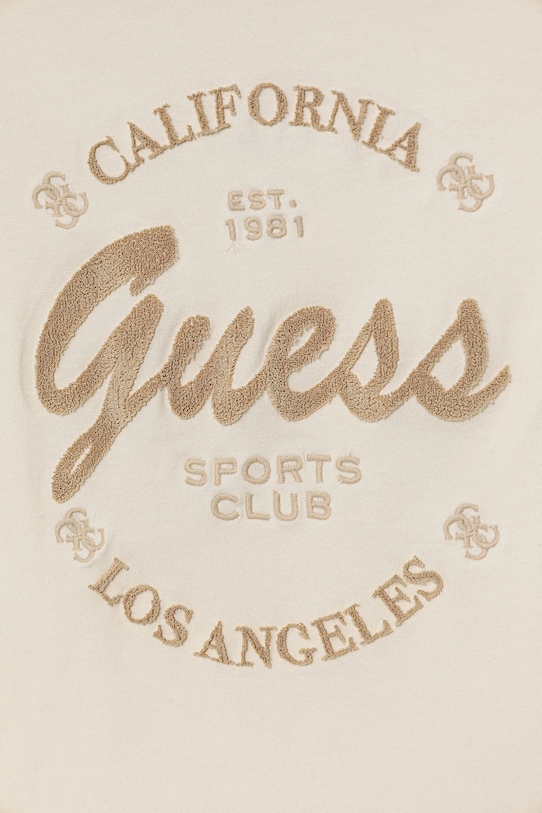 CALIFORNIA
EST.
1981
Guess
SPORTS
CLUB
LOS ANGELES